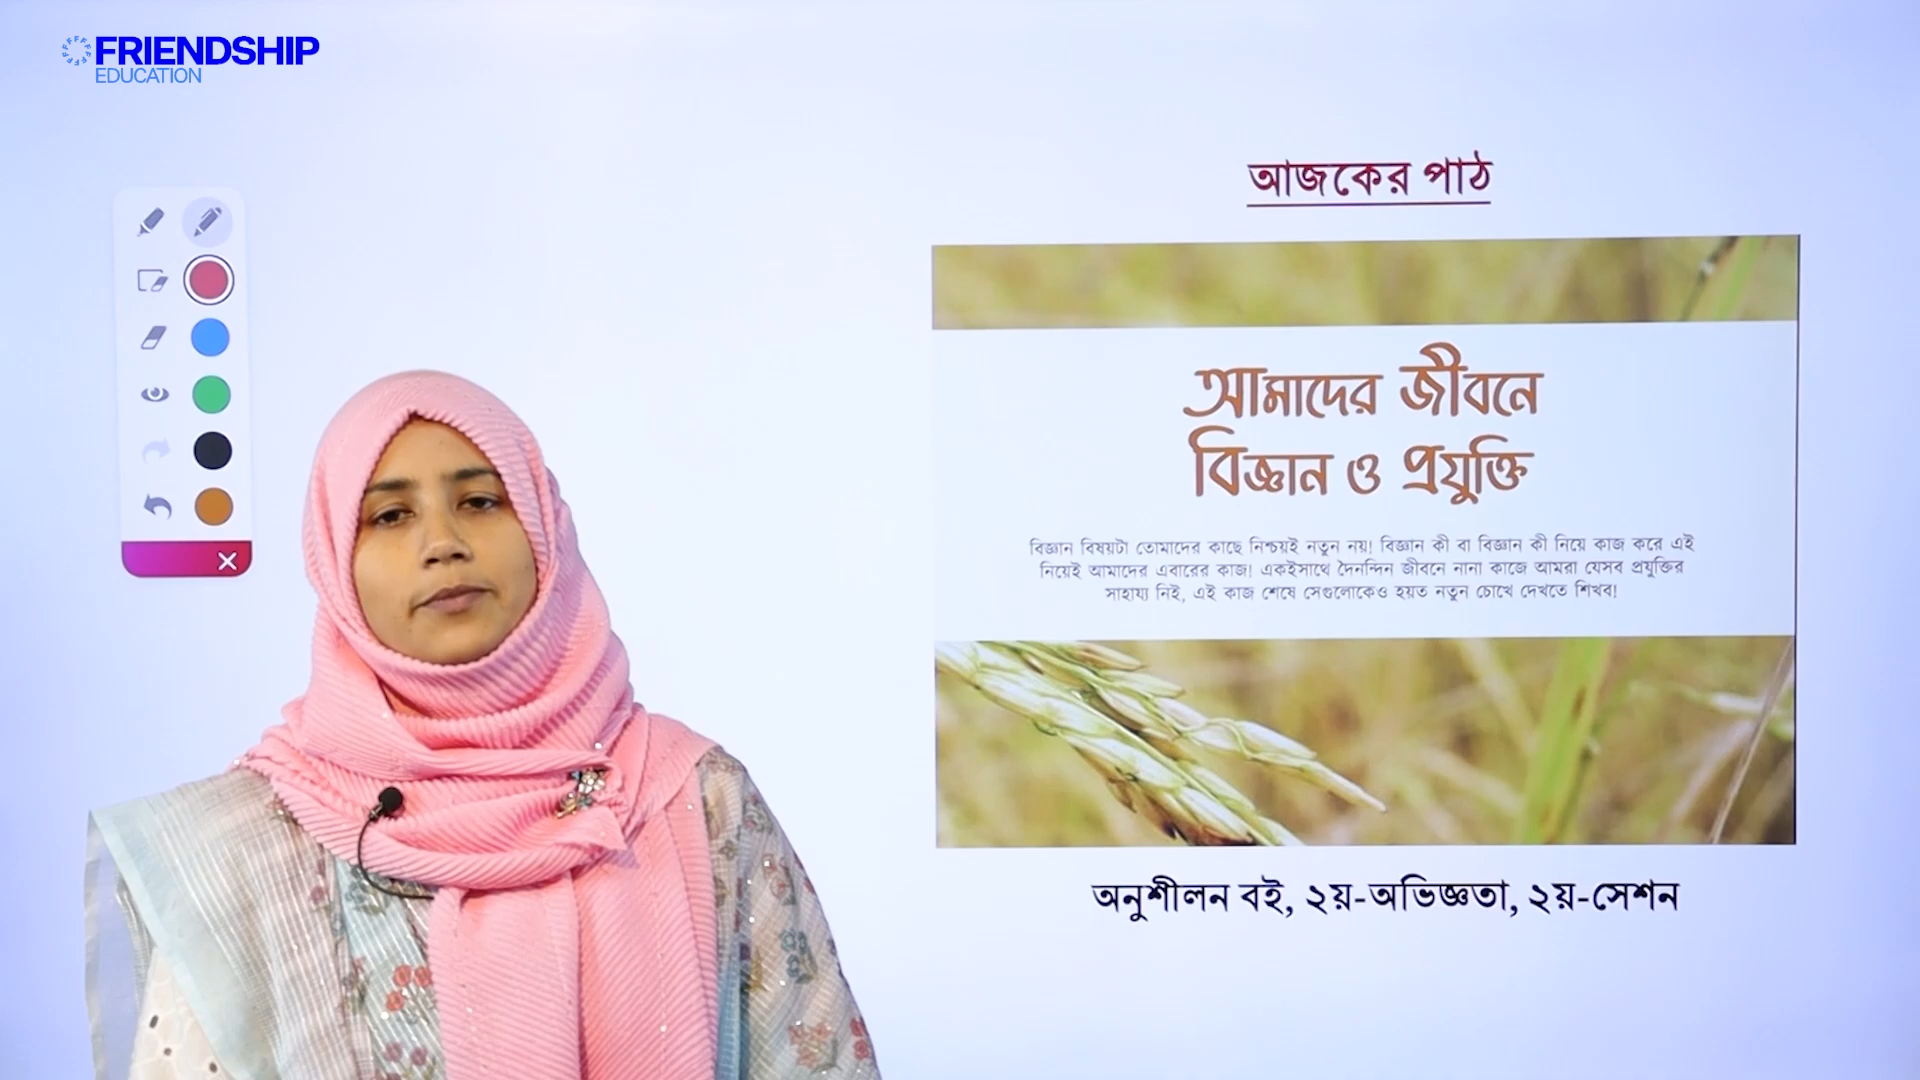 FRIENDSHIP
EDUCATION
আজকের পাঠ
আমাদের জীবনে
বিজ্ঞান ও প্রযুক্তি
বিজ্ঞান বিষয়টা তোমাদের কাছে নিশ্চয়ই নতুন নয়! বিজ্ঞান কী বা বিজ্ঞান কী নিয়ে কাজ করে এই
নিয়েই আমাদের এবারের কাজ! একইসাথে দৈনন্দিন জীবনে নানা কাজে আমরা যেসব প্রযুক্তির
সাহায্য নিই, এই কাজ শেষে সেগুলোকেও হয়ত নতুন চোখে দেখতে শিখব!
অনুশীলন বই, ২য়-অভিজ্ঞতা, ২য়-সেশন